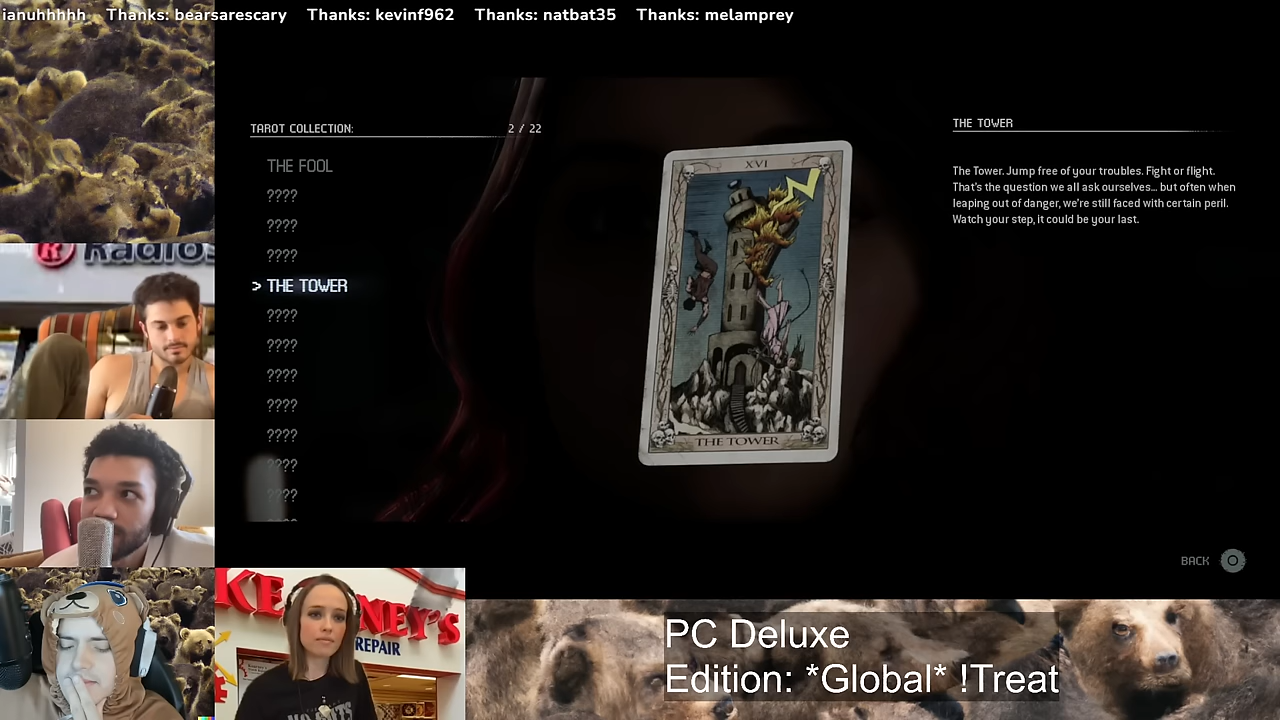 ianuhhhhh Thanks: bearsarescary Thanks: kevinf962 Thanks: natbat35 Thanks: melamprey
TAROT COLLECTION: 2 / 22
THE FOOL
????
????
????
> THE TOWER
????
????
????
????
????
????
????
XVI
THE TOWER
THE TOWER
The Tower. Jump free of your troubles. Fight or flight.
That's the question we all ask ourselves... but often when
leaping out of danger, we're still faced with certain peril.
Watch your step, it could be your last.
BACK
R Radios
KE NEY'S
REPAIR
PC Deluxe
Edition: *Global* !Treat